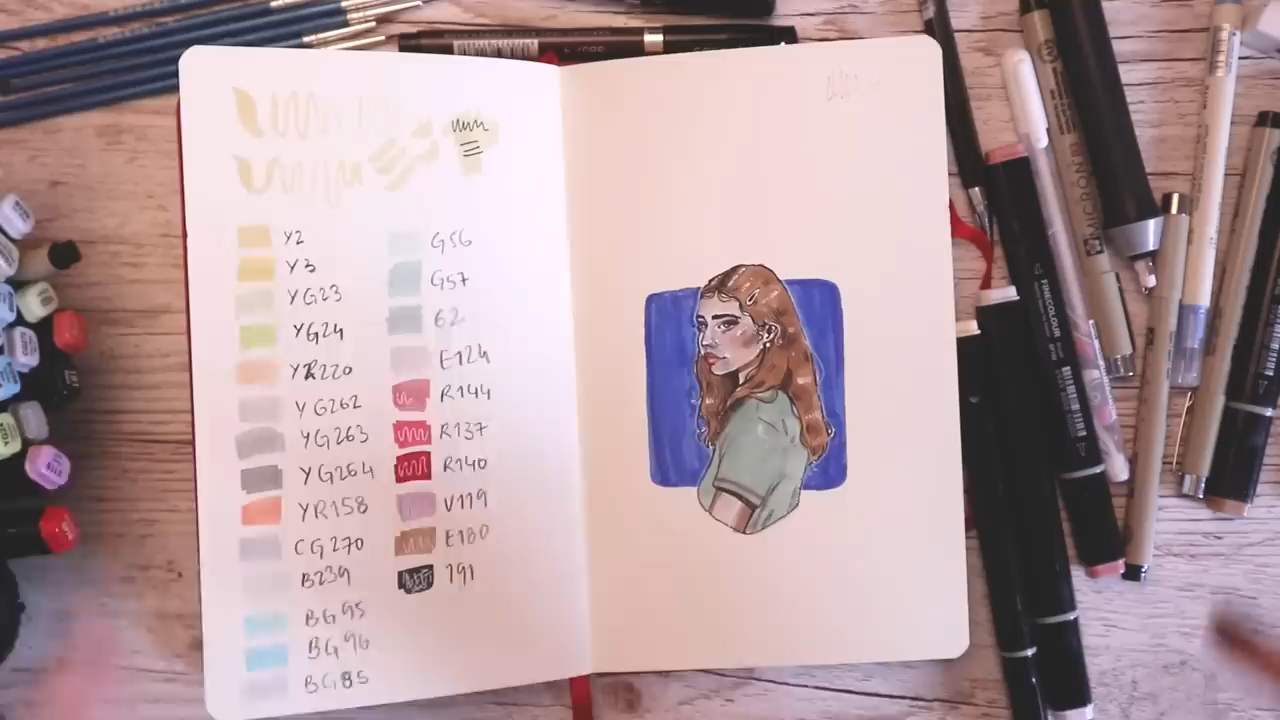 Y2
Y3
YG23
YG24
YR220
YG262
YG263
YG264
YR158
CG270
B239
BG95
BG96
BG85
G56
G57
62
E124
R144
R137
R140
V119
E180
191
MICRON
FINECOLOUR